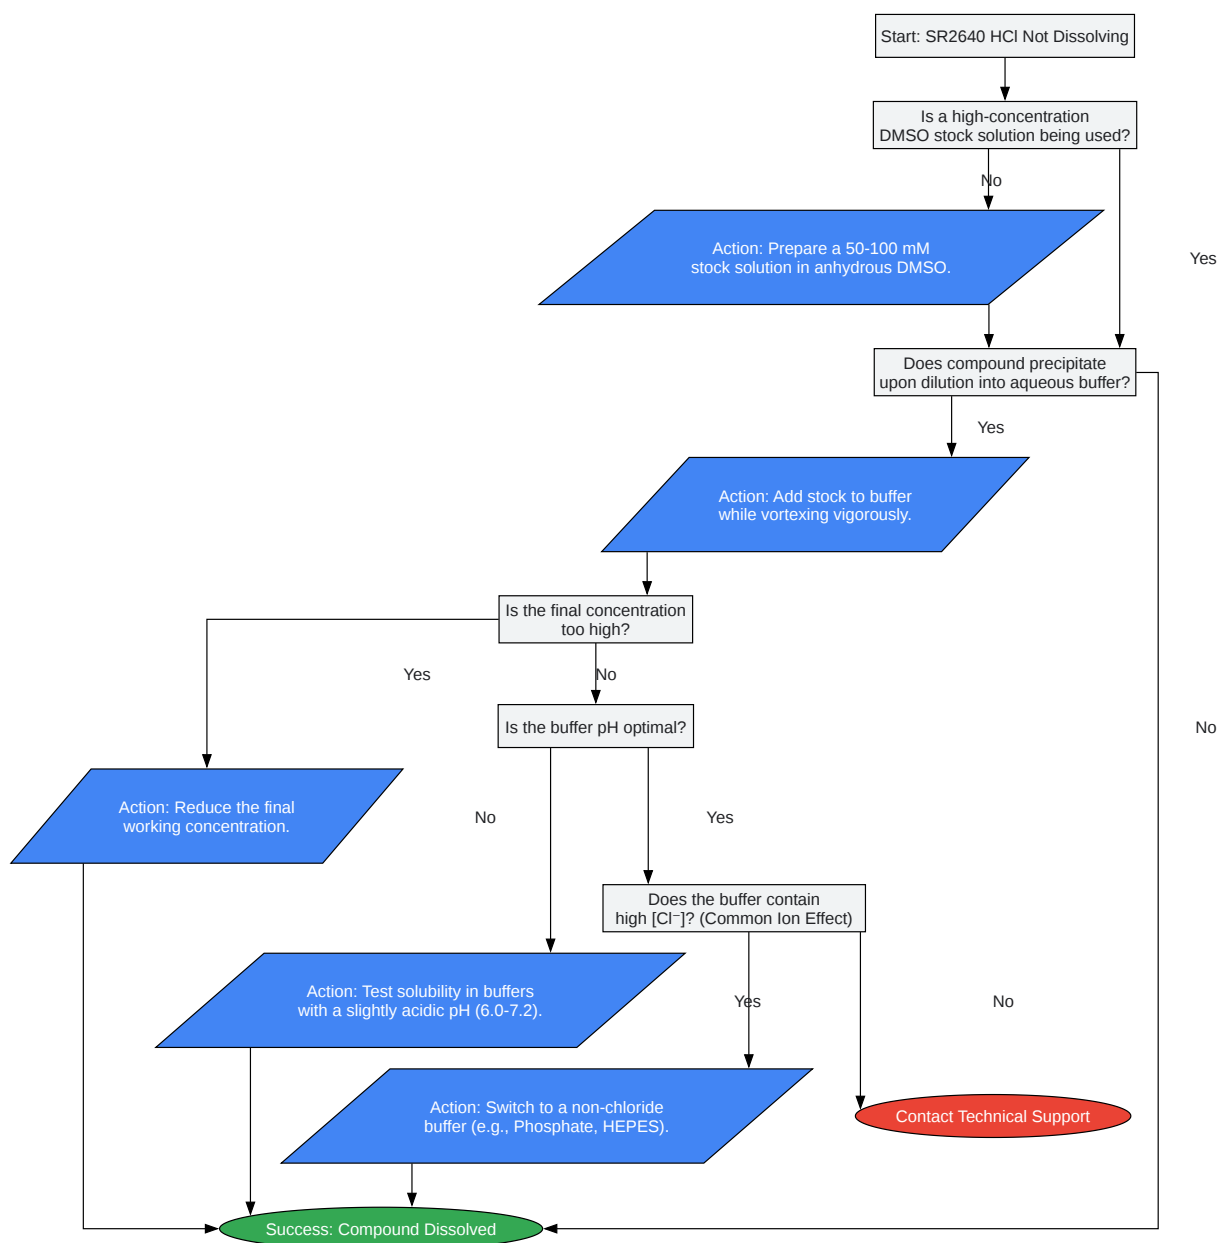 Start: SR2640 HCl Not Dissolving
Is a high-concentration
DMSO stock solution being used?
No
Action: Prepare a 50-100 mM
stock solution in anhydrous DMSO.
Yes
Does compound precipitate
upon dilution into aqueous buffer?
Yes
Action: Add stock to buffer
while vortexing vigorously.
Is the final concentration
too high?
Yes
No
Is the buffer pH optimal?
No
Action: Reduce the final
working concentration.
No
Yes
Does the buffer contain
high [Cl⁻]? (Common Ion Effect)
Action: Test solubility in buffers
with a slightly acidic pH (6.0-7.2).
Yes
No
Action: Switch to a non-chloride
buffer (e.g., Phosphate, HEPES).
Contact Technical Support
Success: Compound Dissolved